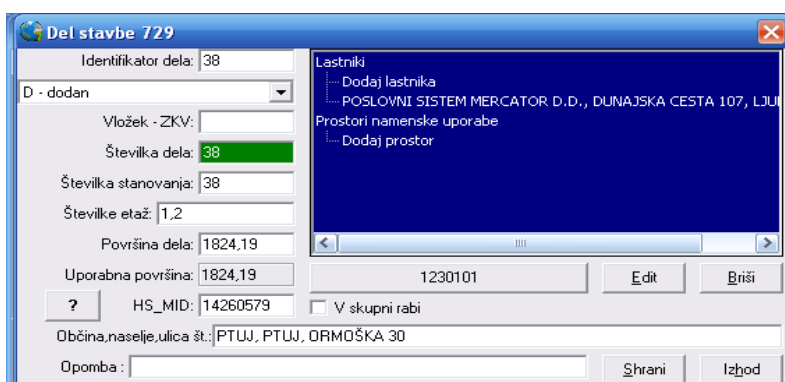 Del stavbe 729
Identifikator dela: 38
D - dodan
Vložek - ZKV:
Številka dela: 38
Številka stanovanja: 38
Številke etaž: 1,2
Površina dela: 1824,19
Uporabna površina: 1824,19
? HS_MID: 14260579
Lastniki
Dodaj lastnika
POSLOVNI SISTEM MERCATOR D.D., DUNAJSKA CESTA 107,
Prostori namenske uporabe
Dodaj prostor
1230101 Edit Briši
V skupni rabi
Občina,naselje,ulica št.: PTUJ, PTUJ, ORMOŠKA 30
Opomba :
Shrani Izhod